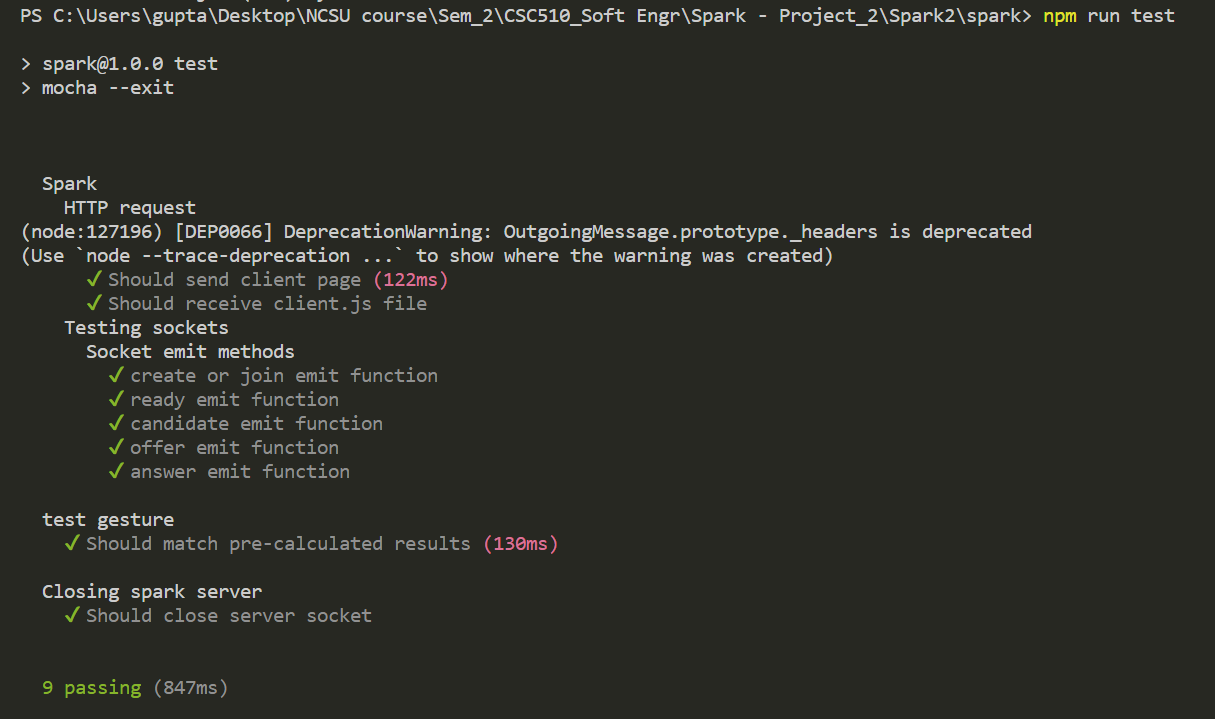 PS C:\Users\gupta\Desktop\NCSU course\Sem_2\CSC510_Soft Engr\Spark - Project_2\Spark2\spark> npm run test
> spark@1.0.0 test
> mocha --exit
Spark
HTTP request
(node:127196) [DEP0066] DeprecationWarning: OutgoingMessage.prototype._headers is deprecated
(Use `node --trace-deprecation ...` to show where the warning was created)
✓ Should send client page (122ms)
✓ Should receive client.js file
Testing sockets
Socket emit methods
✓ create or join emit function
✓ ready emit function
✓ candidate emit function
✓ offer emit function
✓ answer emit function
test gesture
✓ Should match pre-calculated results (130ms)
Closing spark server
✓ Should close server socket
9 passing (847ms)